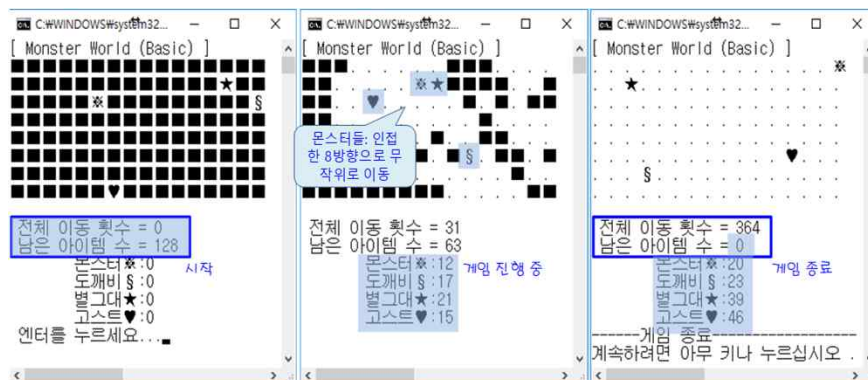 C:₩WINDOWS₩system32...
[ Monster World (Basic) ]
전체 이동 횟수 = 0
남은 아이템 수 = 128
시작
몬스터※:0
도깨비§:0
별그대★:0
고스트♥:0
엔터를 누르세요...
C:₩WINDOWS₩system32...
[ Monster World (Basic) ]
몬스터들: 인접
한 8방향으로 무
작위로 이동
전체 이동 횟수 = 31
남은 아이템 수 = 63
몬스터※:12
게임 진행 중
도깨비§:17
별그대★:21
고스트♥:15
C:₩WINDOWS₩system32...
[ Monster World (Basic) ]
전체 이동 횟수 = 364
남은 아이템 수 = 0
몬스터※:20
게임 종료
도깨비§:23
별그대★:39
고스트♥:46
------게임 종료------------------
계속하려면 아무 키나 누르십시오 .